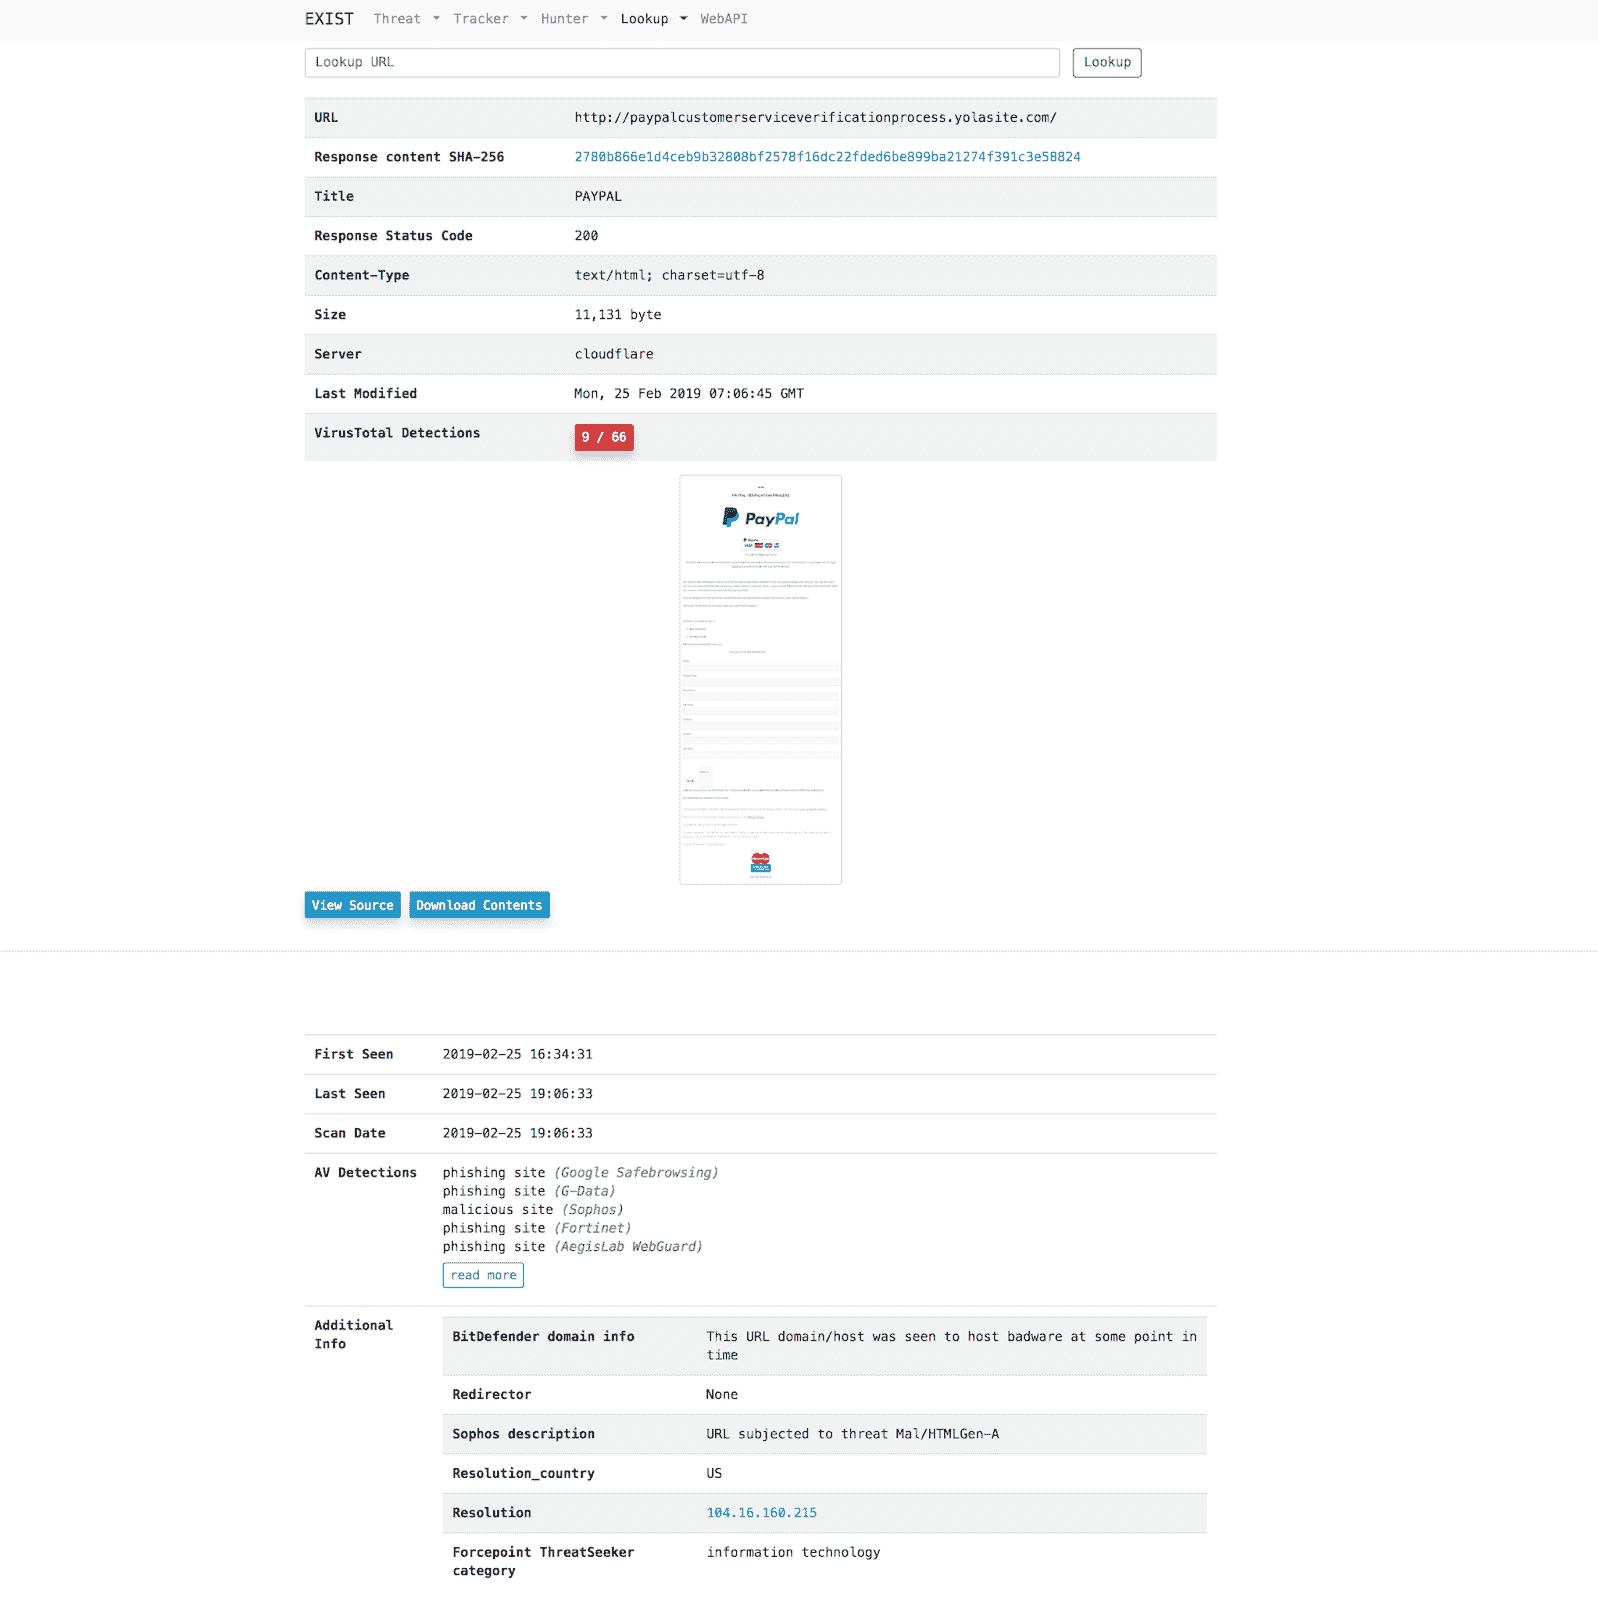 EXIST Threat Tracker Hunter Lookup WebAPI
Lookup URL Lookup
URL http://paypalcustomerserviceverificationprocess.yolasite.com/
Response content SHA-256 2780b866e1d4ceb9b32808bf2578f16dc22fded6be899ba21274f391c3e58824
Title PAYPAL
Response Status Code 200
Content-Type text/html; charset=utf-8
Size 11,131 byte
Server cloudflare
Last Modified Mon, 25 Feb 2019 07:06:45 GMT
VirusTotal Detections 9 / 66
PayPal
View Source Download Contents
First Seen 2019-02-25 16:34:31
Last Seen 2019-02-25 19:06:33
Scan Date 2019-02-25 19:06:33
AV Detections phishing site (Google Safebrowsing)
phishing site (G-Data)
malicious site (Sophos)
phishing site (Fortinet)
phishing site (AegisLab WebGuard)
read more
Additional
Info
BitDefender domain info This URL domain/host was seen to host badware at some point in
time
Redirector None
Sophos description URL subjected to threat Mal/HTMLGen-A
Resolution_country US
Resolution 104.16.160.215
Forcepoint ThreatSeeker information technology
category